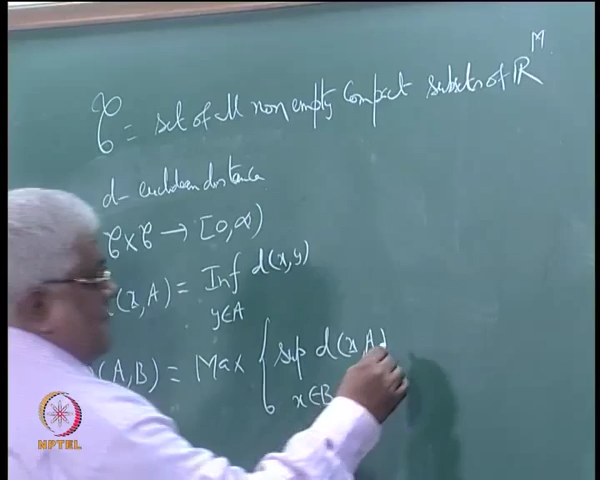 𝒞 = set of all non empty compact subsets of ℝ^M
d - euclidean distance
𝒞 × 𝒞 → [0, ∞)
(x, A) = Inf d(x, y)
y∈A
(A, B) = Max { sup d(x, A)
x∈B
NPTEL